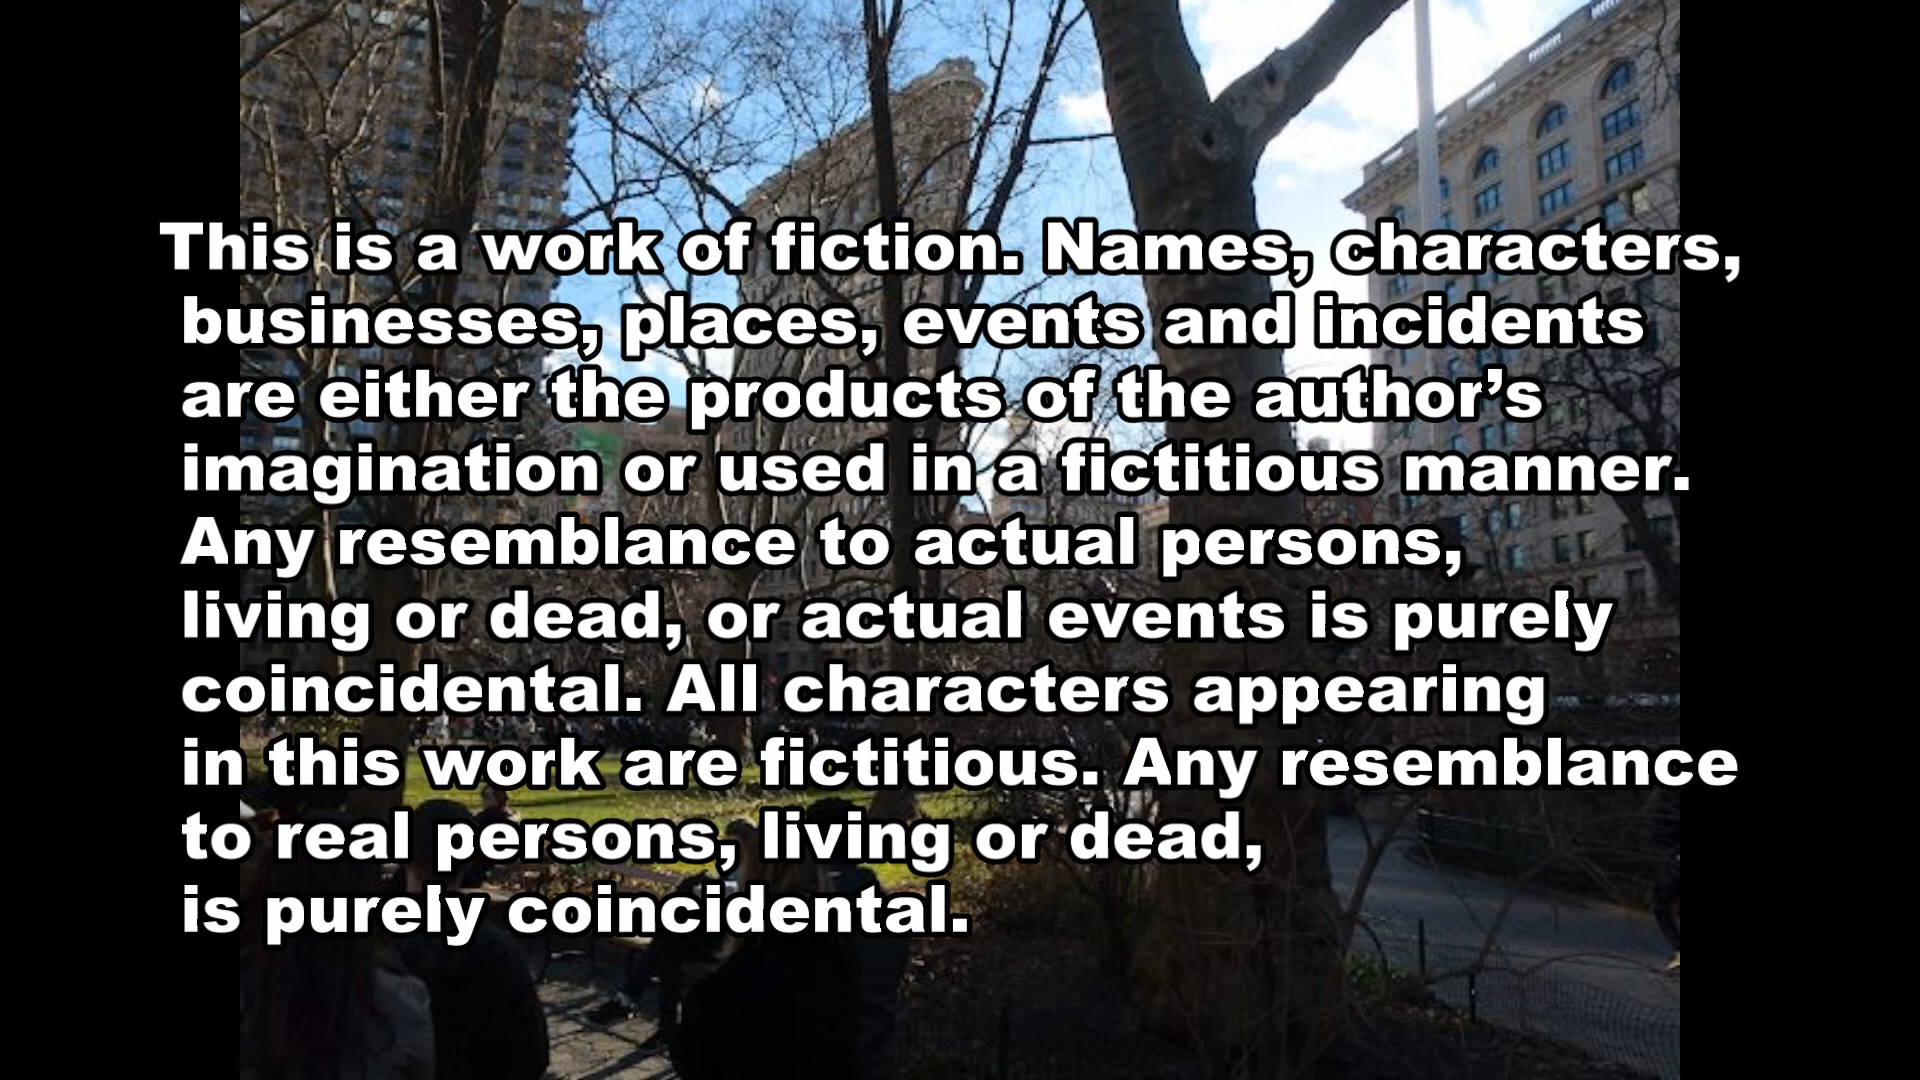 This is a work of fiction. Names, characters,
businesses, places, events and incidents
are either the products of the author’s
imagination or used in a fictitious manner.
Any resemblance to actual persons,
living or dead, or actual events is purely
coincidental. All characters appearing
in this work are fictitious. Any resemblance
to real persons, living or dead,
is purely coincidental.